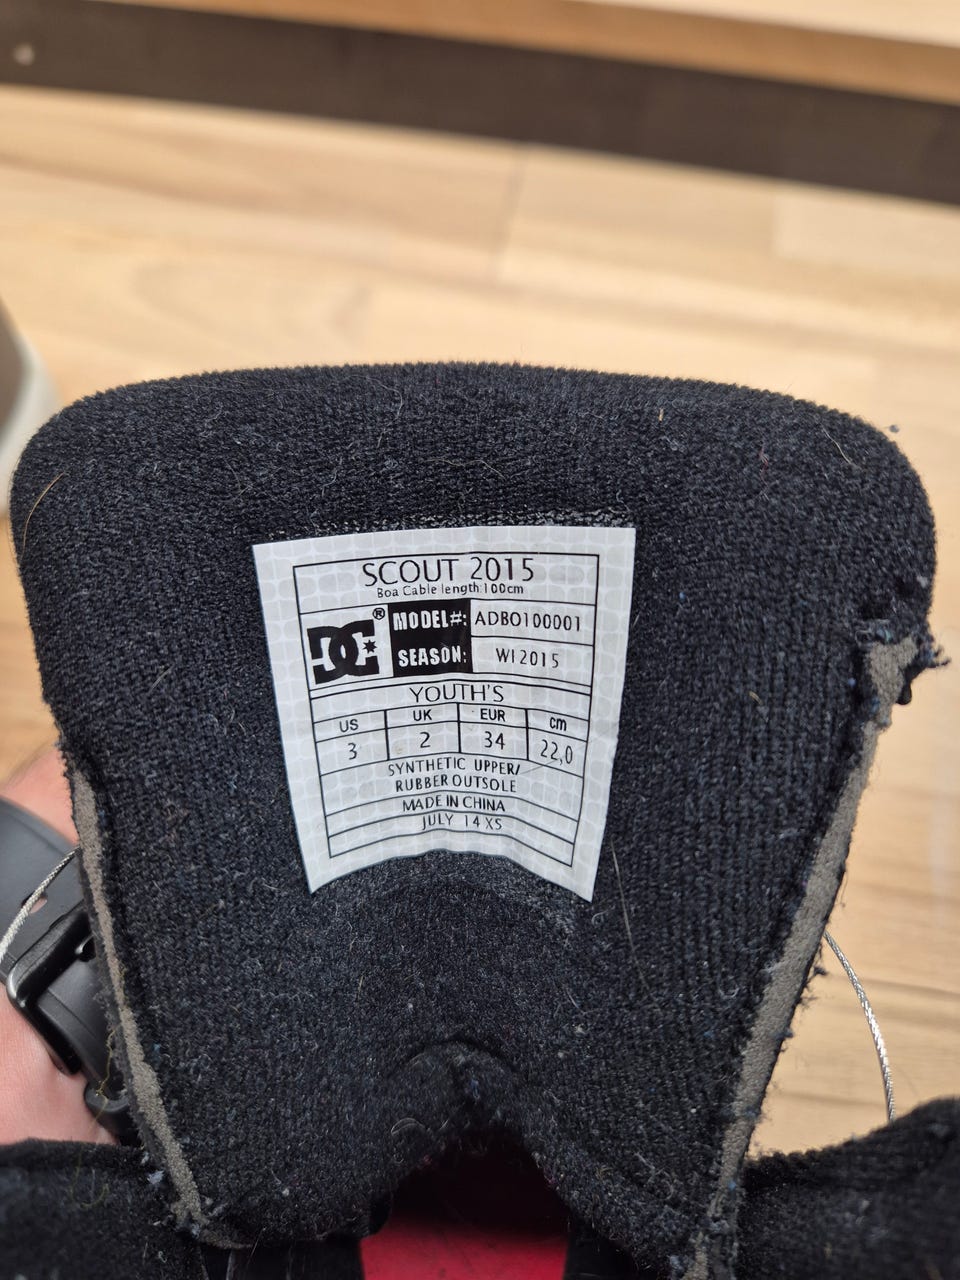 SCOUT 2015
Boa Cable length:100cm
DC® MODEL#: ADBO100001
SEASON: WI2015
YOUTH'S
US UK EUR cm
3 2 34 22,0
SYNTHETIC UPPER/
RUBBER OUTSOLE
MADE IN CHINA
JULY 14 XS